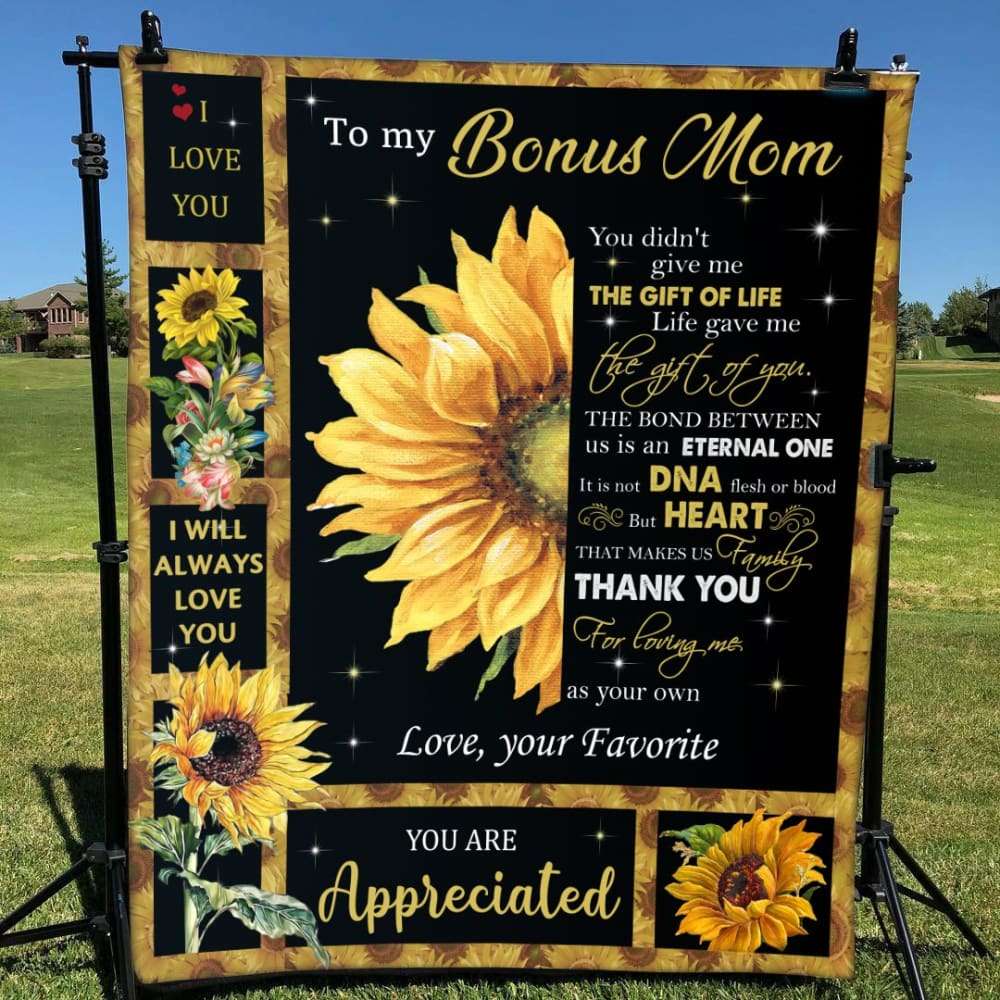 I
LOVE
YOU
To my Bonus Mom
You didn't
give me
THE GIFT OF LIFE
Life gave me
the gift of you.
THE BOND BETWEEN
us is an ETERNAL ONE
It is not DNA flesh or blood
But HEART
THAT MAKES US Family
THANK YOU
For loving me
as your own
Love, your Favorite
I WILL
ALWAYS
LOVE
YOU
YOU ARE
Appreciated